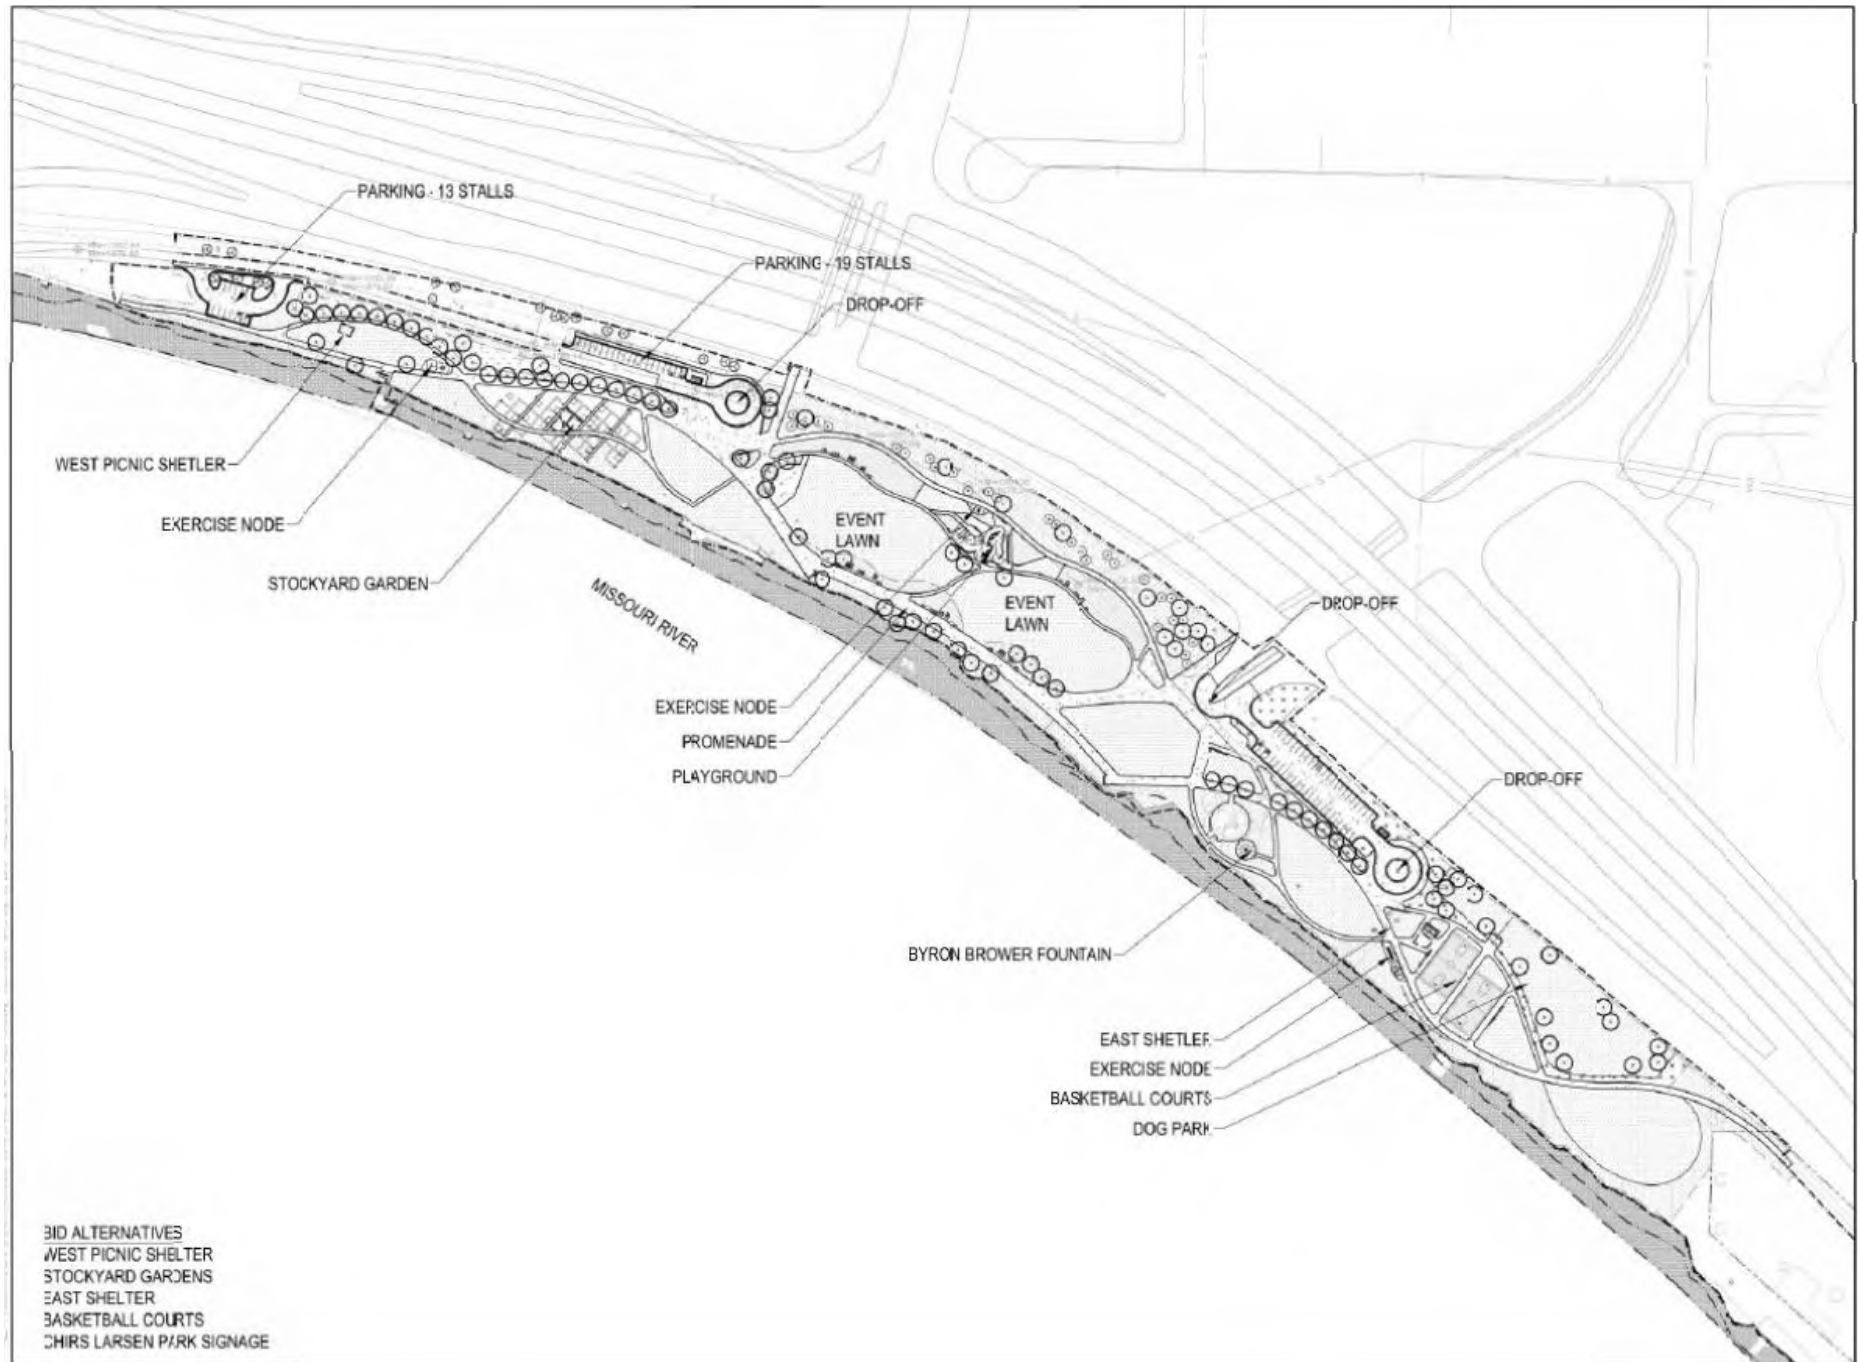 PARKING - 13 STALLS
PARKING - 19 STALLS
DROP-OFF
WEST PICNIC SHETLER
EXERCISE NODE
STOCKYARD GARDEN
MISSOURI RIVER
EVENT
LAWN
EVENT
LAWN
DROP-OFF
EXERCISE NODE
PROMENADE
PLAYGROUND
DROP-OFF
BYRON BROWER FOUNTAIN
EAST SHETLER
EXERCISE NODE
BASKETBALL COURTS
DOG PARK
BID ALTERNATIVES
WEST PICNIC SHELTER
STOCKYARD GARDENS
EAST SHELTER
BASKETBALL COURTS
CHIRS LARSEN PARK SIGNAGE